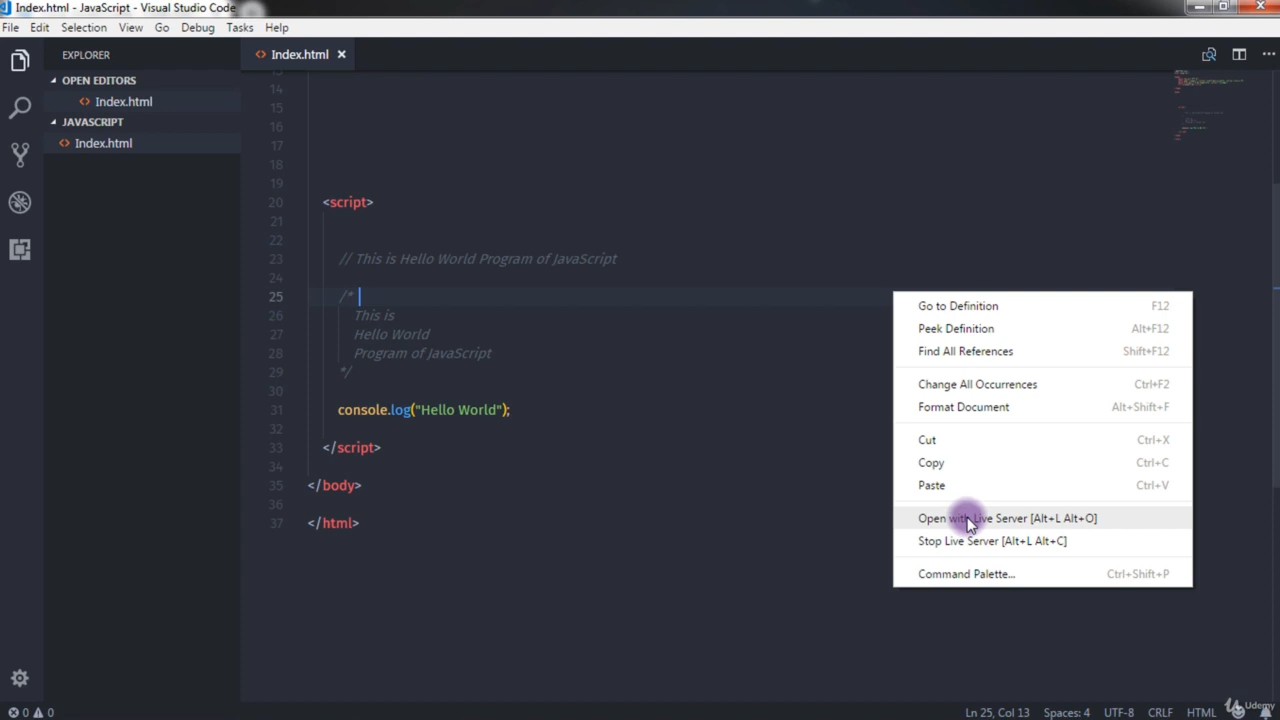 Index.html - JavaScript - Visual Studio Code
File Edit Selection View Go Debug Tasks Help
EXPLORER
Index.html
OPEN EDITORS
Index.html
JAVASCRIPT
Index.html
14
15
16
17
18
19
20 <script>
21
22
23 // This is Hello World Program of JavaScript
24
25 /*
26 This is
27 Hello World
28 Program of JavaScript
29 */
30
31 console.log("Hello World");
32
33 </script>
34
35 </body>
36
37 </html>
Go to Definition F12
Peek Definition Alt+F12
Find All References Shift+F12
Change All Occurrences Ctrl+F2
Format Document Alt+Shift+F
Cut Ctrl+X
Copy Ctrl+C
Paste Ctrl+V
Open with Live Server [Alt+L Alt+O]
Stop Live Server [Alt+L Alt+C]
Command Palette... Ctrl+Shift+P
0 0 Ln 25, Col 13 Spaces: 4 UTF-8 CRLF HTML
Udemy